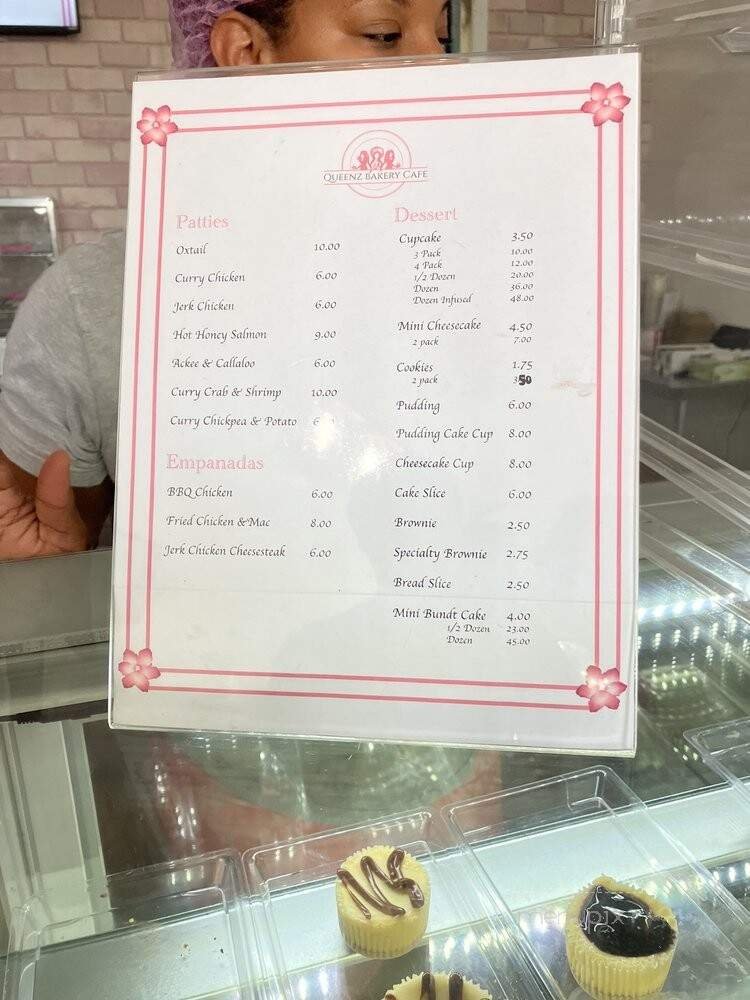 QUEENZ BAKERY CAFE
Patties
Oxtail 10.00
Curry Chicken 6.00
Jerk Chicken 6.00
Hot Honey Salmon 9.00
Ackee & Callaloo 6.00
Curry Crab & Shrimp 10.00
Curry Chickpea & Potato
Empanadas
BBQ Chicken 6.00
Fried Chicken & Mac 8.00
Jerk Chicken Cheesesteak 6.00
Dessert
Cupcake 3.50
3 Pack 10.00
4 Pack 12.00
1/2 Dozen 20.00
Dozen 36.00
Dozen Infused 48.00
Mini Cheesecake 4.50
2 pack 7.00
Cookies 1.75
2 pack 3.50
Pudding 6.00
Pudding Cake Cup 8.00
Cheesecake Cup 8.00
Cake Slice 6.00
Brownie 2.50
Specialty Brownie 2.75
Bread Slice 2.50
Mini Bundt Cake 4.00
1/2 Dozen 23.00
Dozen 45.00